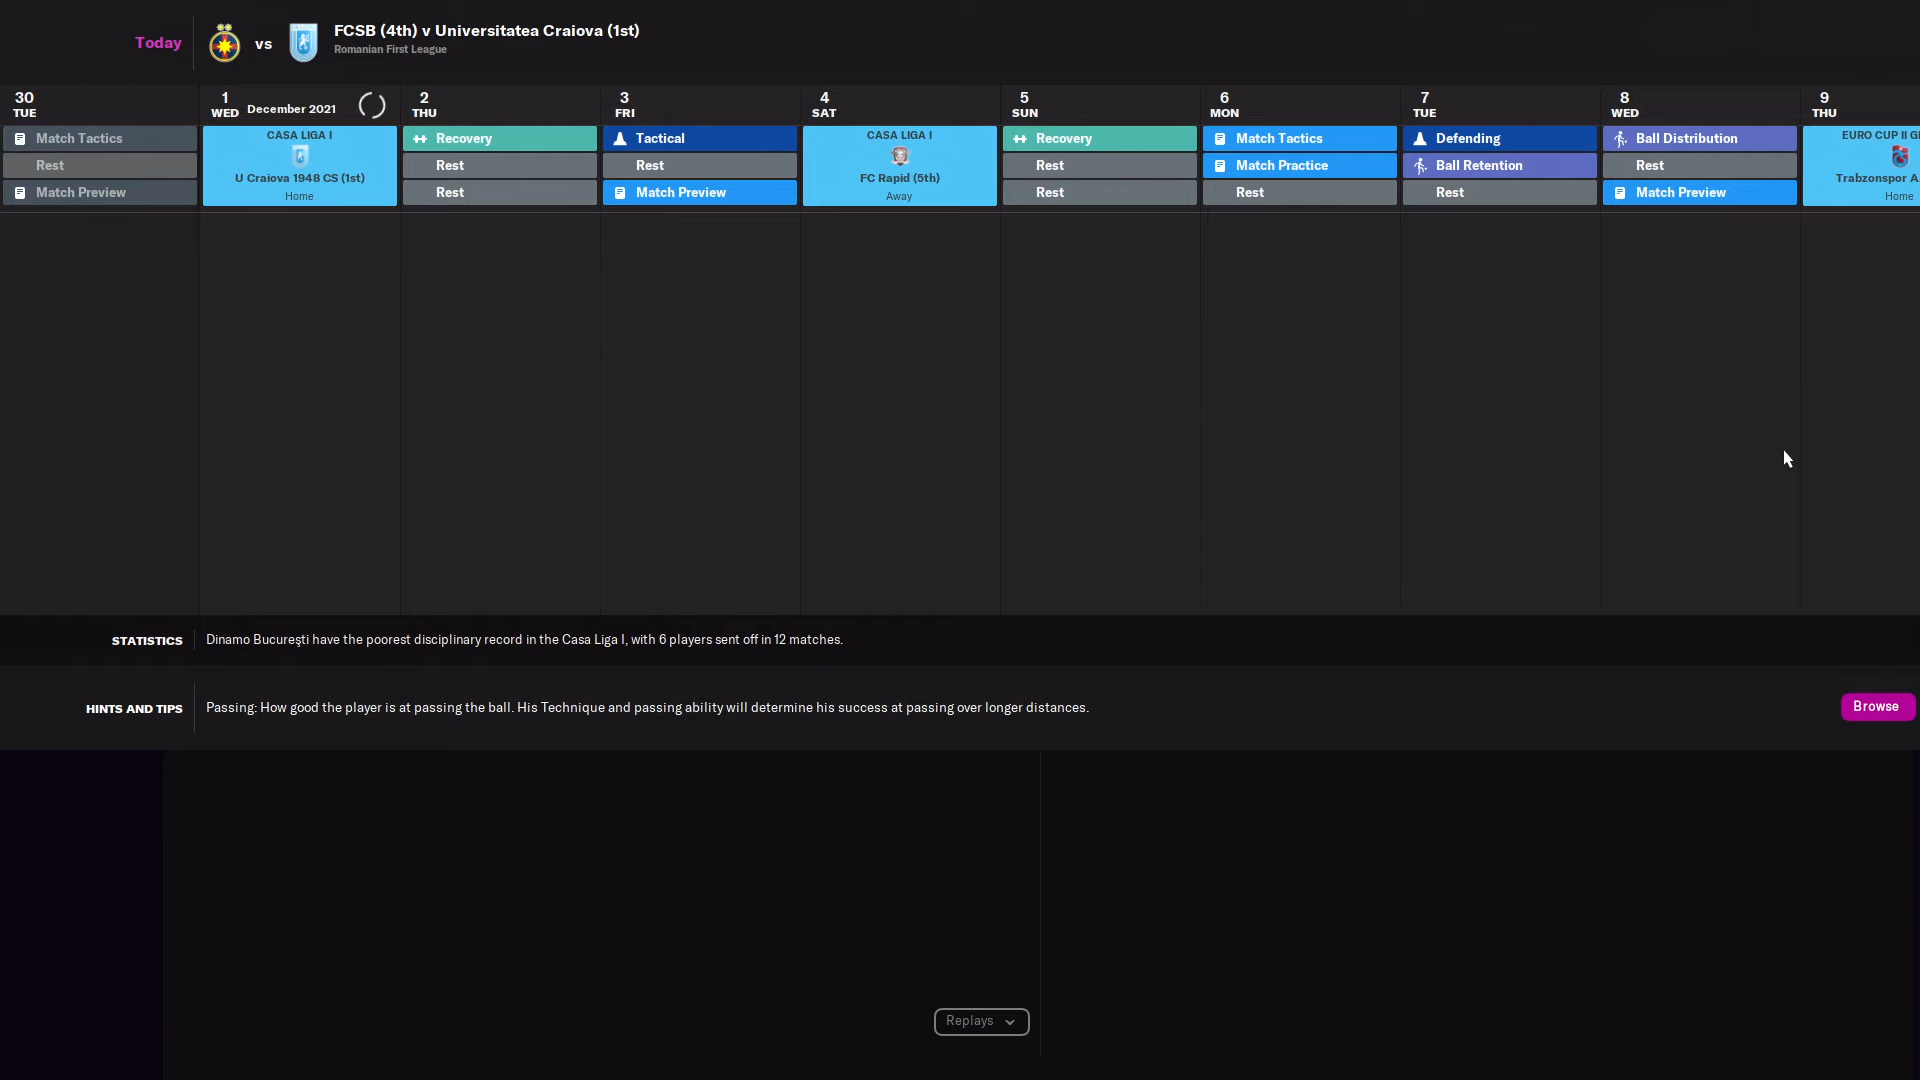 Today
vs
FCSB (4th) v Universitatea Craiova (1st)
Romanian First League
30
TUE
1
WED
December 2021
2
THU
3
FRI
4
SAT
5
SUN
6
MON
7
TUE
8
WED
9
THU
Match Tactics
Rest
Match Preview
CASA LIGA I
U Craiova 1948 CS (1st)
Home
Recovery
Rest
Rest
Tactical
Rest
Match Preview
CASA LIGA I
FC Rapid (5th)
Away
Recovery
Rest
Rest
Match Tactics
Match Practice
Rest
Defending
Ball Retention
Rest
Ball Distribution
Rest
Match Preview
EURO CUP II G
Trabzonspor A.
Home
STATISTICS
Dinamo Bucureşti have the poorest disciplinary record in the Casa Liga I, with 6 players sent off in 12 matches.
HINTS AND TIPS
Passing: How good the player is at passing the ball. His Technique and passing ability will determine his success at passing over longer distances.
Browse
Replays